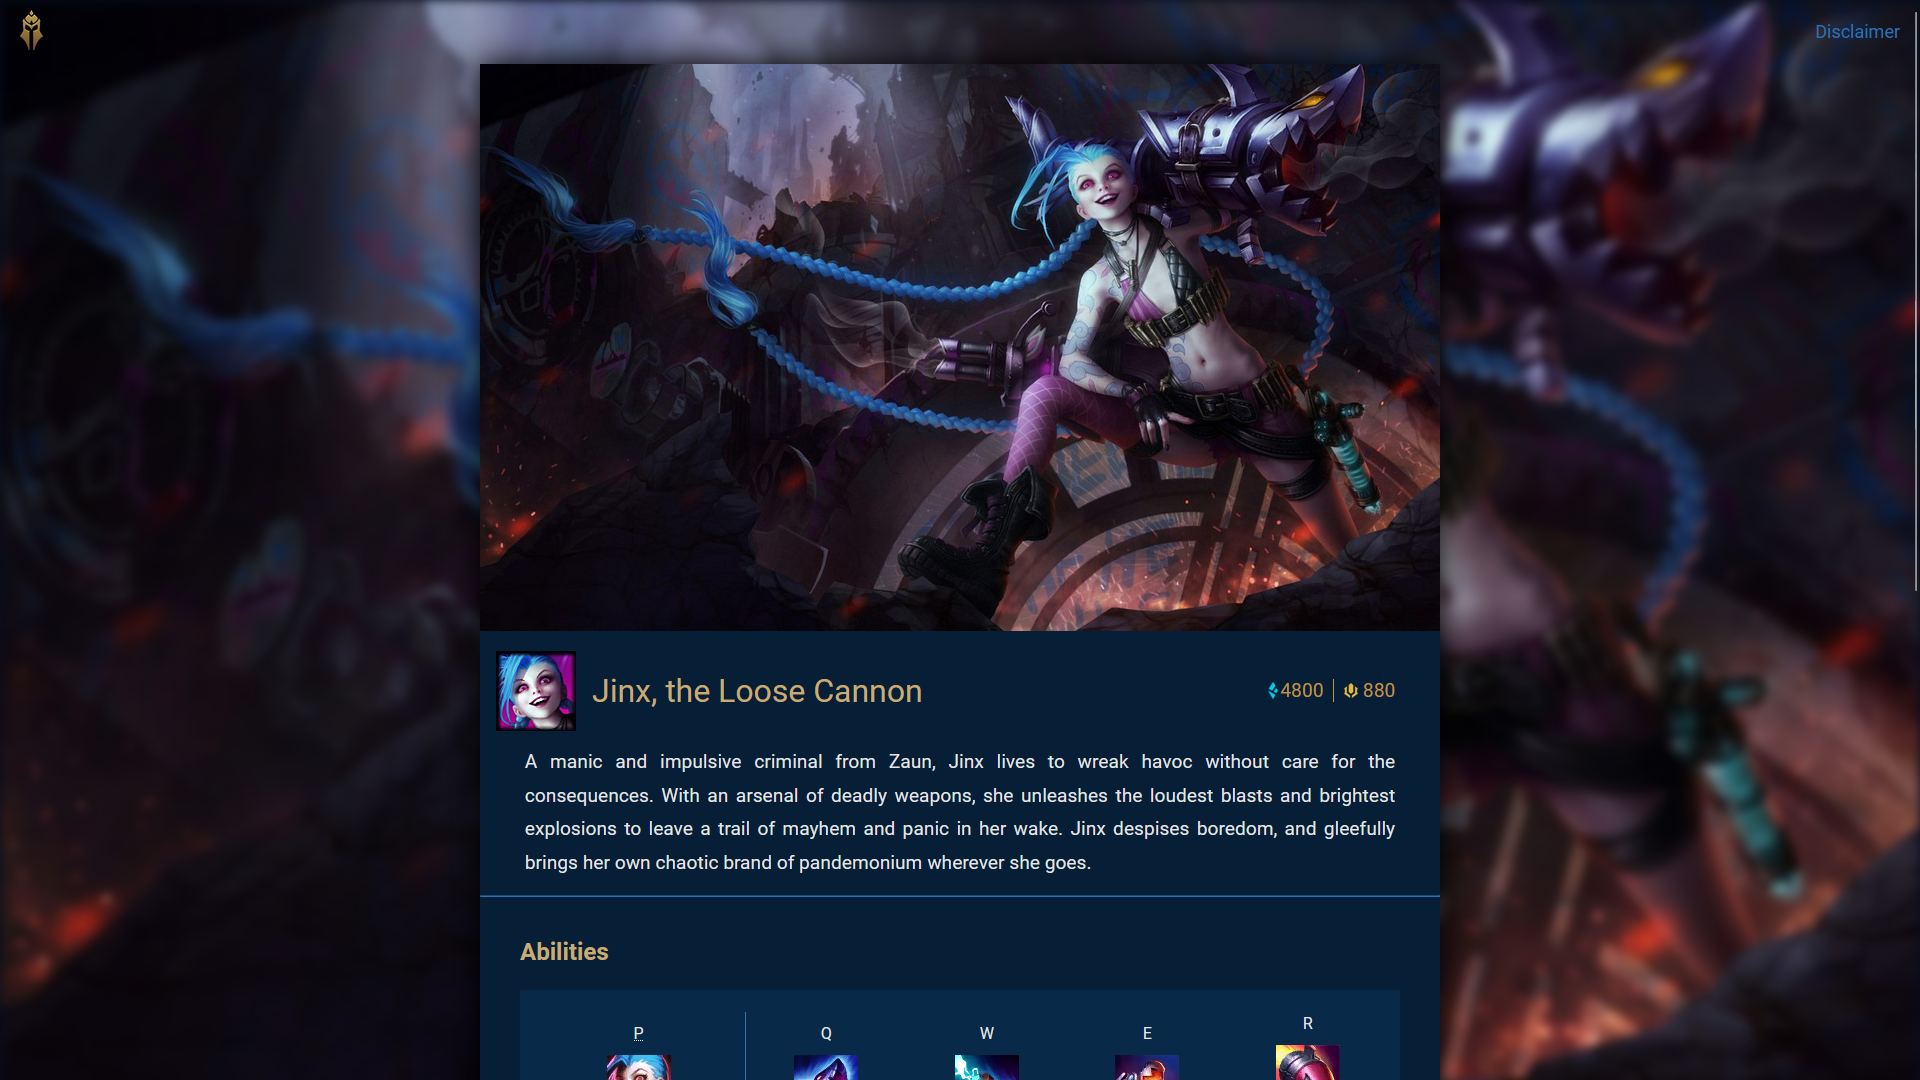 Disclaimer
Jinx, the Loose Cannon
4800
880
A manic and impulsive criminal from Zaun, Jinx lives to wreak havoc without care for the
consequences. With an arsenal of deadly weapons, she unleashes the loudest blasts and brightest
explosions to leave a trail of mayhem and panic in her wake. Jinx despises boredom, and gleefully
brings her own chaotic brand of pandemonium wherever she goes.
Abilities
P
Q
W
E
R